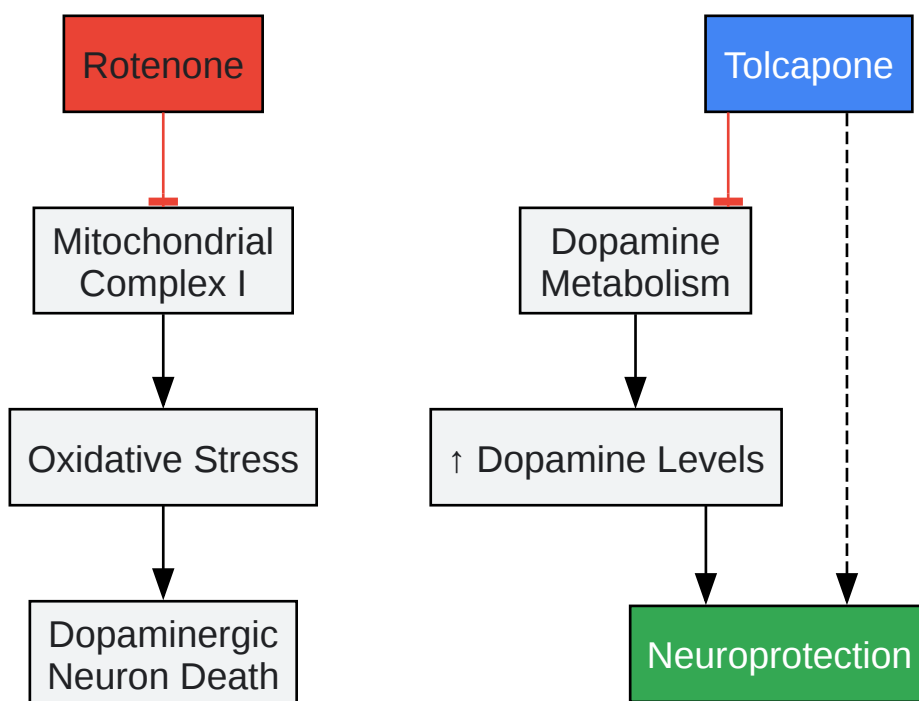 Rotenone
Tolcapone
Mitochondrial
Complex I
Dopamine
Metabolism
Oxidative Stress
↑ Dopamine Levels
Dopaminergic
Neuron Death
Neuroprotection